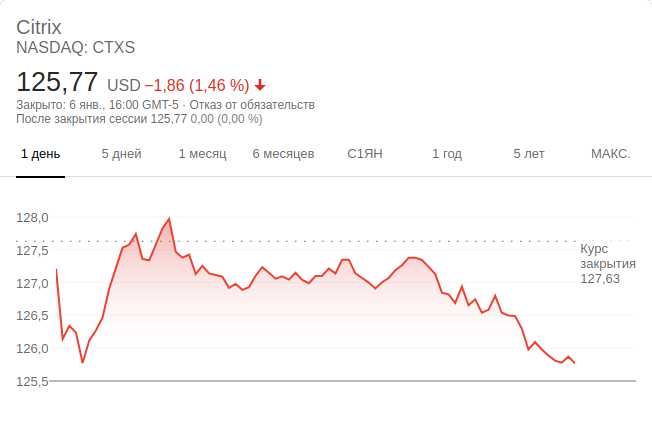 Citrix
NASDAQ: CTXS
125,77 USD −1,86 (1,46 %)
Закрыто: 6 янв., 16:00 GMT-5 · Отказ от обязательств
После закрытия сессии 125,77 0,00 (0,00 %)
1 день 5 дней 1 месяц 6 месяцев С1ЯН 1 год 5 лет МАКС.
128,0
127,5
Курс
закрытия
127,63
127,0
126,5
126,0
125,5